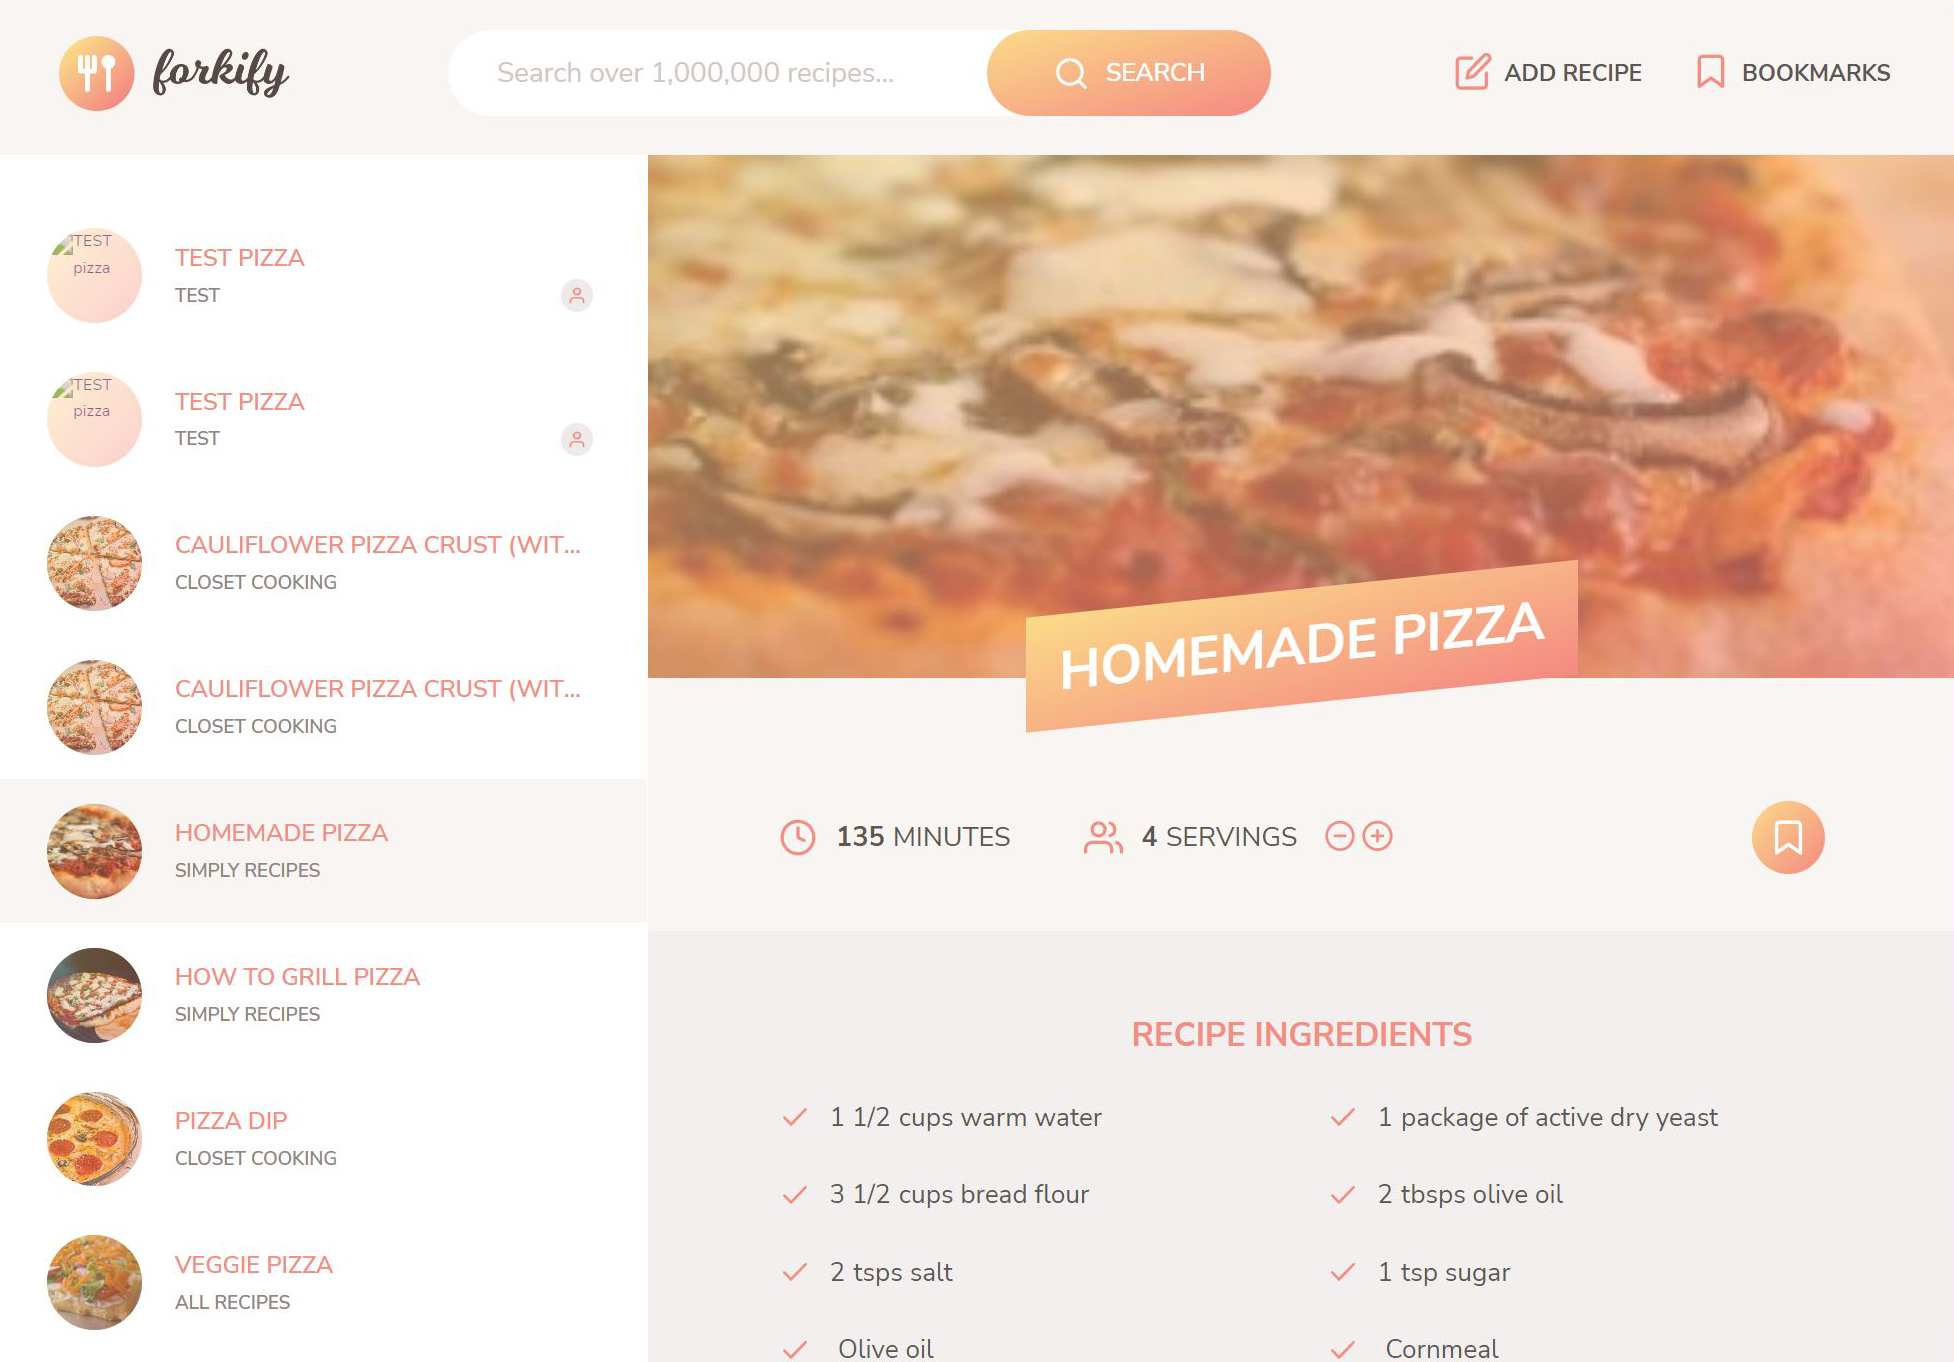 forkify
Search over 1,000,000 recipes...
SEARCH
ADD RECIPE
BOOKMARKS
TEST
pizza
TEST PIZZA
TEST
TEST
pizza
TEST PIZZA
TEST
CAULIFLOWER PIZZA CRUST (WIT...
CLOSET COOKING
CAULIFLOWER PIZZA CRUST (WIT...
CLOSET COOKING
HOMEMADE PIZZA
SIMPLY RECIPES
HOW TO GRILL PIZZA
SIMPLY RECIPES
PIZZA DIP
CLOSET COOKING
VEGGIE PIZZA
ALL RECIPES
HOMEMADE PIZZA
135 MINUTES
4 SERVINGS
RECIPE INGREDIENTS
1 1/2 cups warm water
1 package of active dry yeast
3 1/2 cups bread flour
2 tbsps olive oil
2 tsps salt
1 tsp sugar
Olive oil
Cornmeal